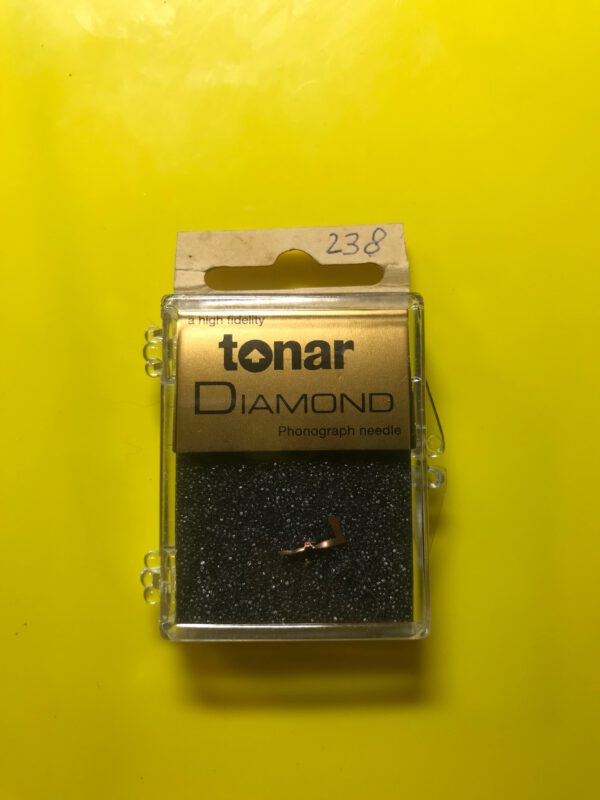 238
a high fidelity
tonar
DIAMOND
Phonograph needle